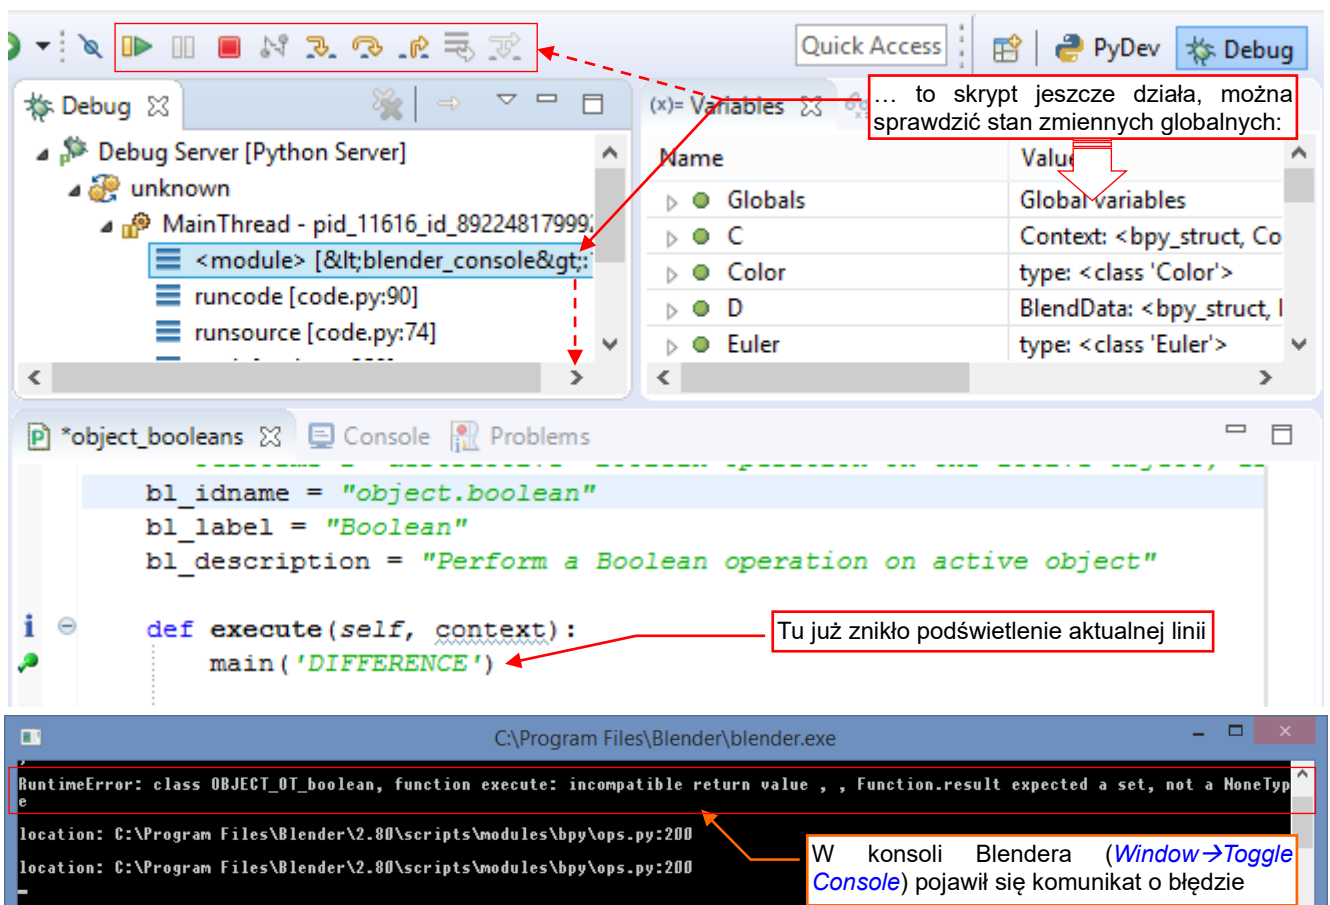 Quick Access
PyDev
Debug
Debug
(x)= Variables
… to skrypt jeszcze działa, można
sprawdzić stan zmiennych globalnych:
Debug Server [Python Server]
unknown
MainThread - pid_11616_id_89224817999
<module> [&lt;blender_console&gt;:
runcode [code.py:90]
runsource [code.py:74]
Name
Value
Globals
Global variables
C
Context: <bpy_struct, Co
Color
type: <class 'Color'>
D
BlendData: <bpy_struct,
Euler
type: <class 'Euler'>
*object_booleans
Console
Problems
bl_idname = "object.boolean"
bl_label = "Boolean"
bl_description = "Perform a Boolean operation on active object"
def execute(self, context):
main('DIFFERENCE')
Tu już znikło podświetlenie aktualnej linii
C:\Program Files\Blender\blender.exe
RuntimeError: class OBJECT_OT_boolean, function execute: incompatible return value , , Function.result expected a set, not a NoneTyp
e
location: C:\Program Files\Blender\2.80\scripts\modules\bpy\ops.py:200
location: C:\Program Files\Blender\2.80\scripts\modules\bpy\ops.py:200
W konsoli Blendera (Window→Toggle
Console) pojawił się komunikat o błędzie